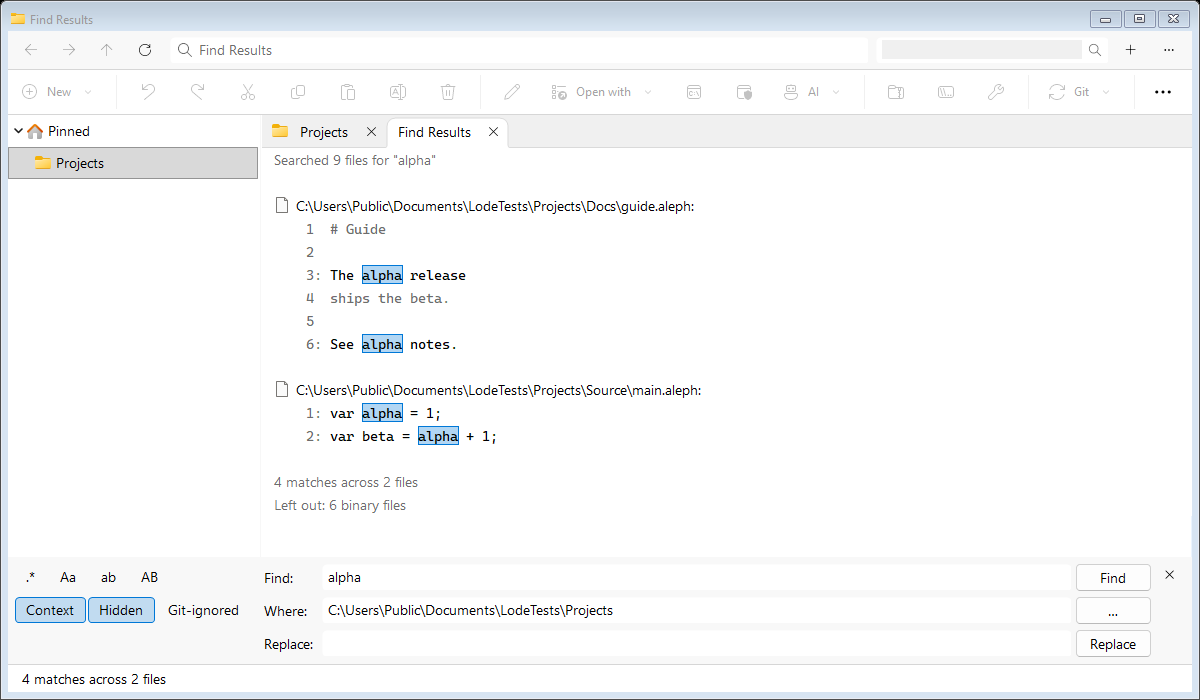 Find Results
Find Results
New
Open with
AI
Git
Pinned
Projects
Projects
Find Results
Searched 9 files for "alpha"
C:\Users\Public\Documents\LodeTests\Projects\Docs\guide.aleph:
1 # Guide
2
3: The alpha release
4 ships the beta.
5
6: See alpha notes.
C:\Users\Public\Documents\LodeTests\Projects\Source\main.aleph:
1: var alpha = 1;
2: var beta = alpha + 1;
4 matches across 2 files
Left out: 6 binary files
.* Aa ab AB
Find: alpha Find
Context Hidden Git-ignored
Where: C:\Users\Public\Documents\LodeTests\Projects ...
Replace: Replace
4 matches across 2 files